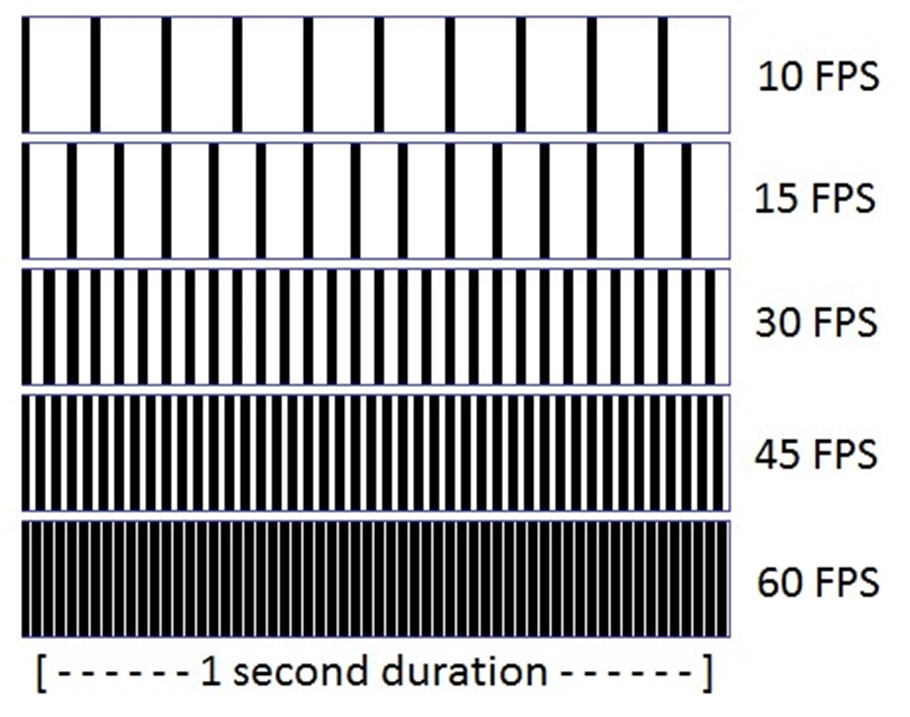 10 FPS
15 FPS
30 FPS
45 FPS
60 FPS
[ - - - - - - 1 second duration - - - - - - ]